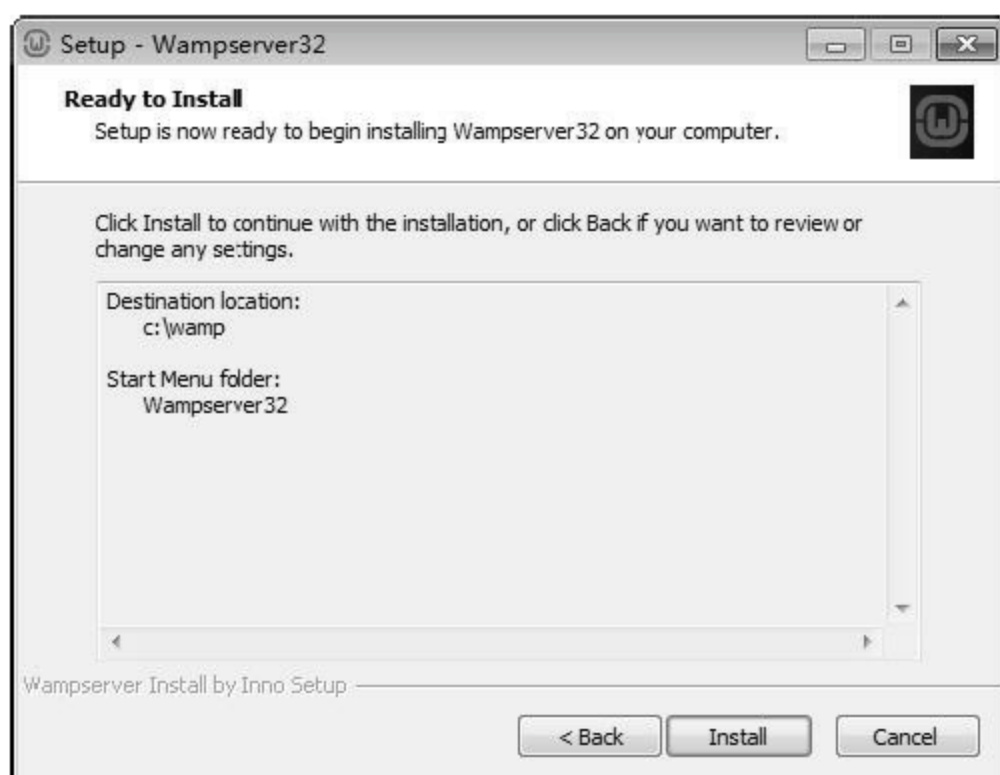 Setup - Wampserver32
Ready to Install
Setup is now ready to begin installing Wampserver32 on your computer.
Click Install to continue with the installation, or click Back if you want to review or
change any settings.
Destination location:
c:\wamp
Start Menu folder:
Wampserver32
Wampserver Install by Inno Setup
< Back
Install
Cancel